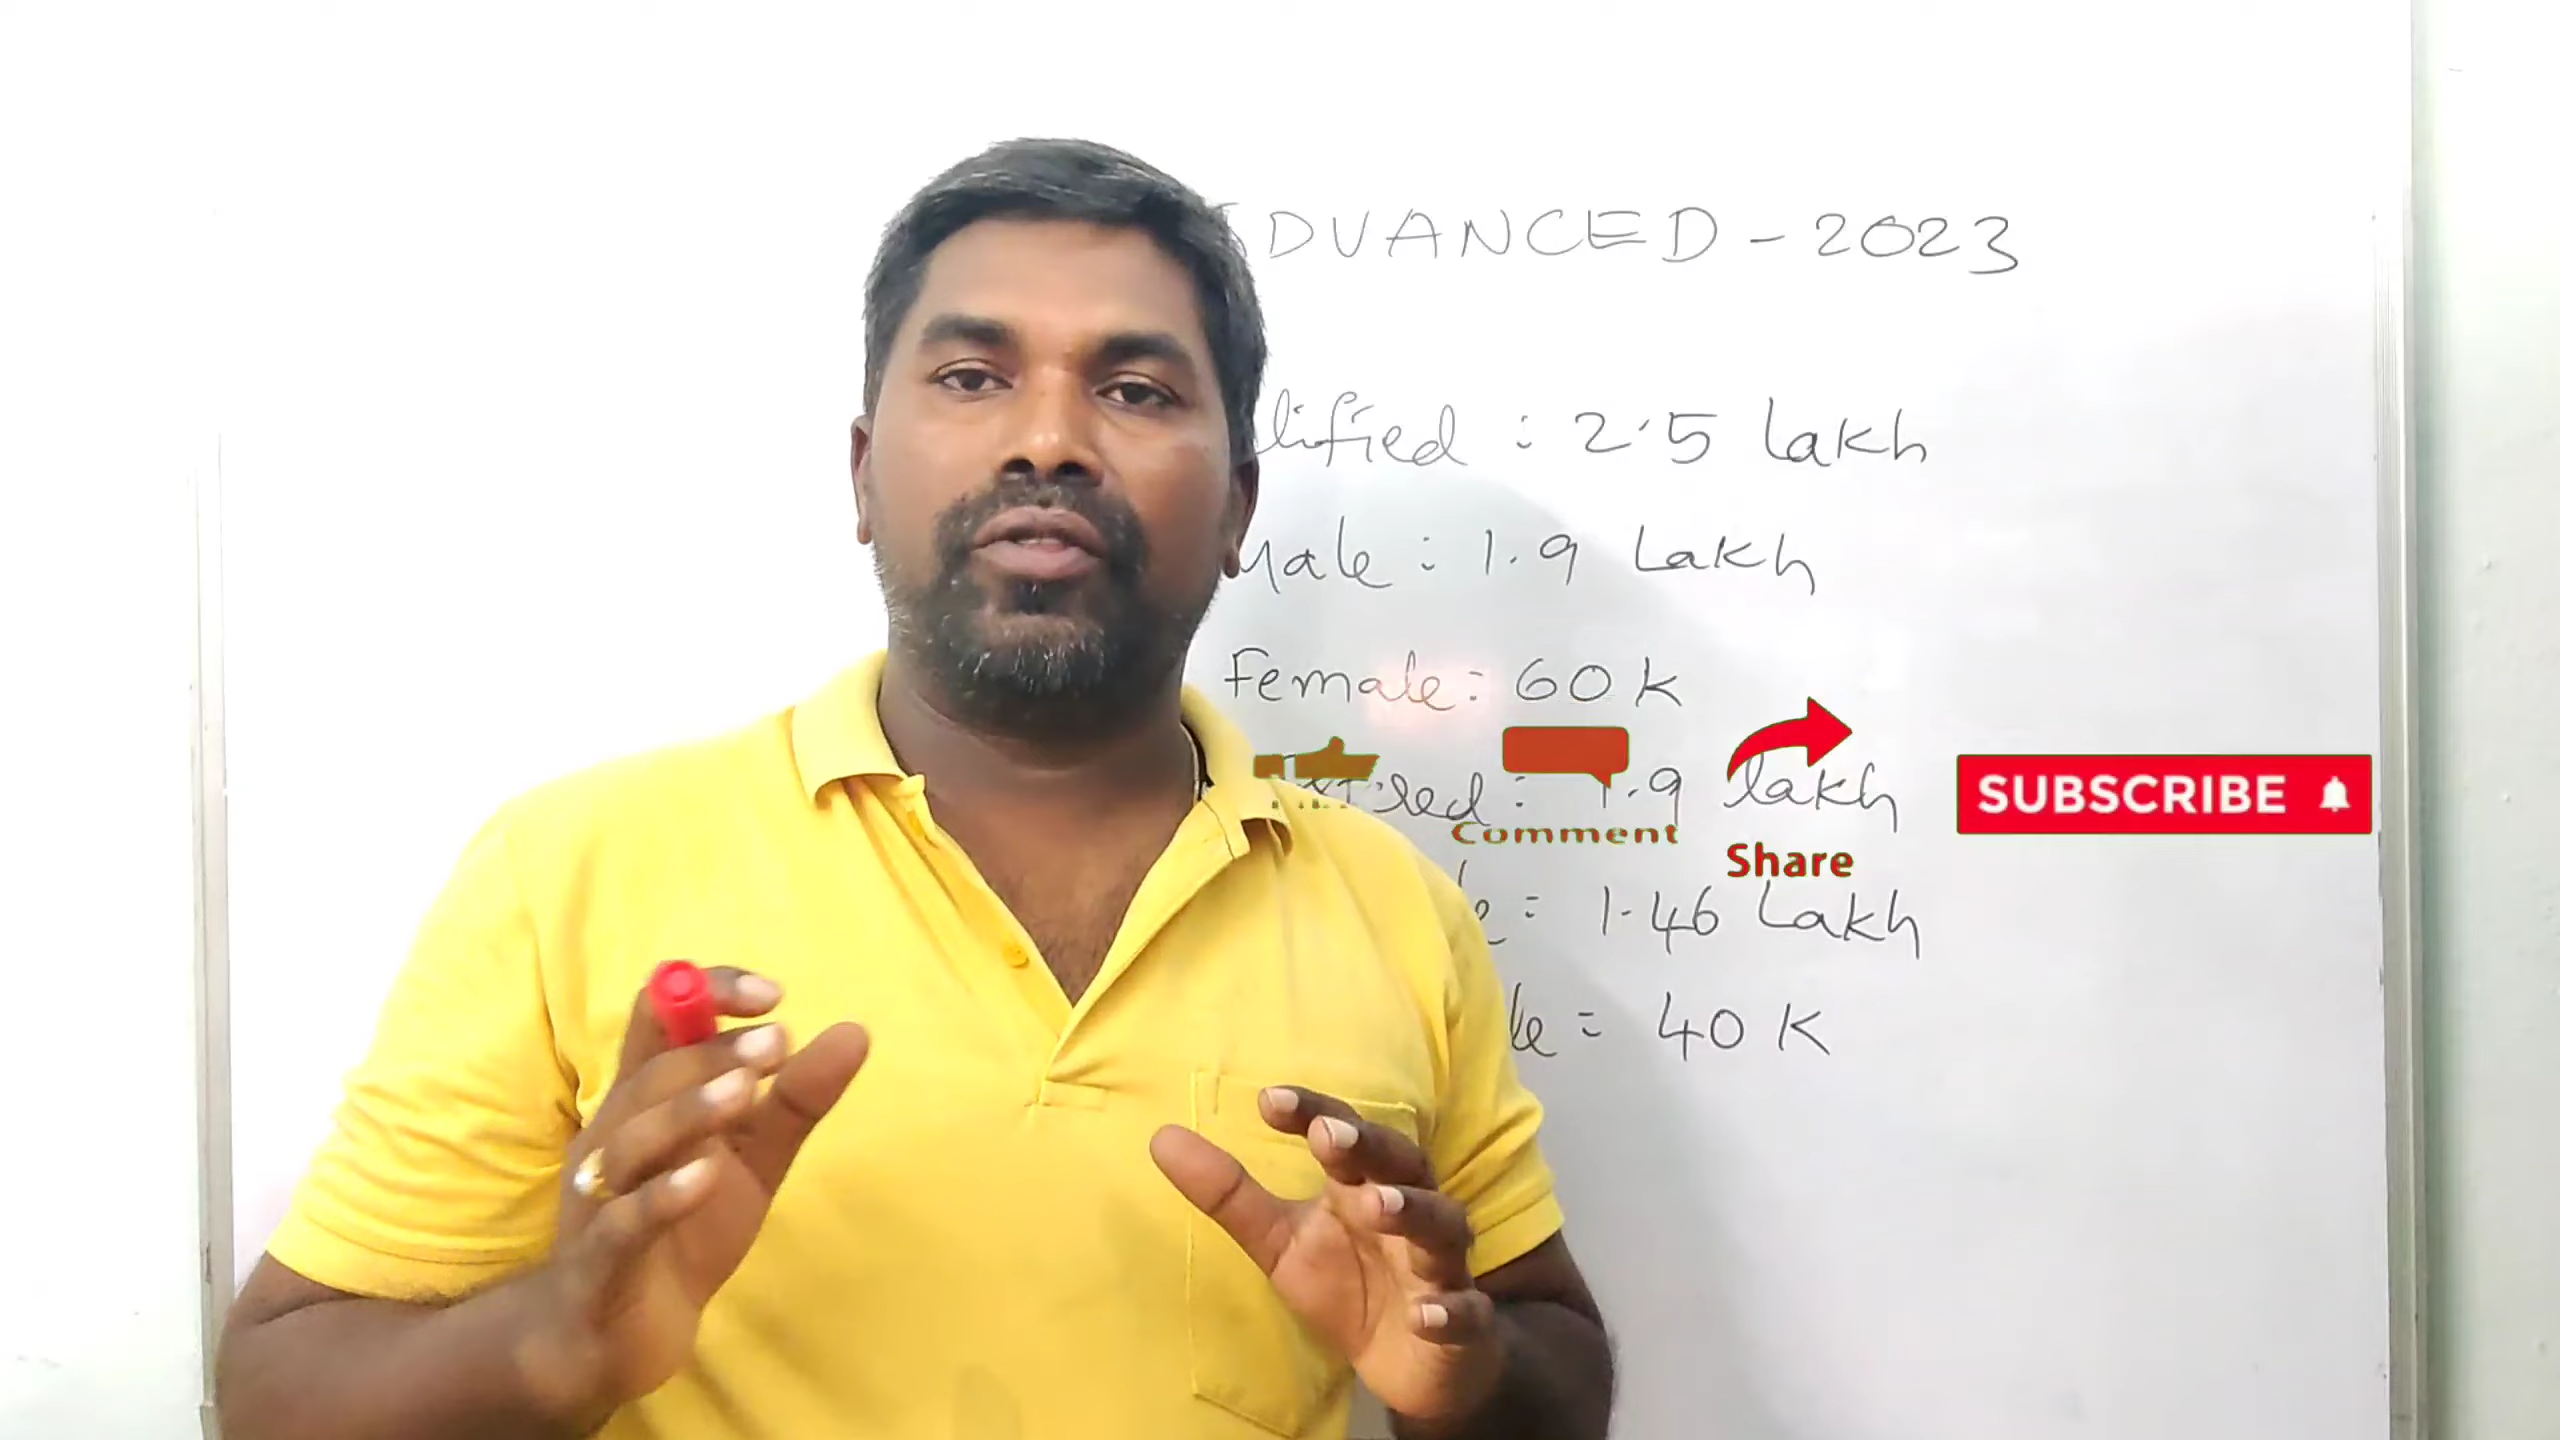 ADVANCED - 2023
lified : 2.5 lakh
Male : 1.9 Lakh
Female: 60 K
: 1.9 lakh
SUBSCRIBE
Comment
Share
= 1.46 Lakh
le = 40 K